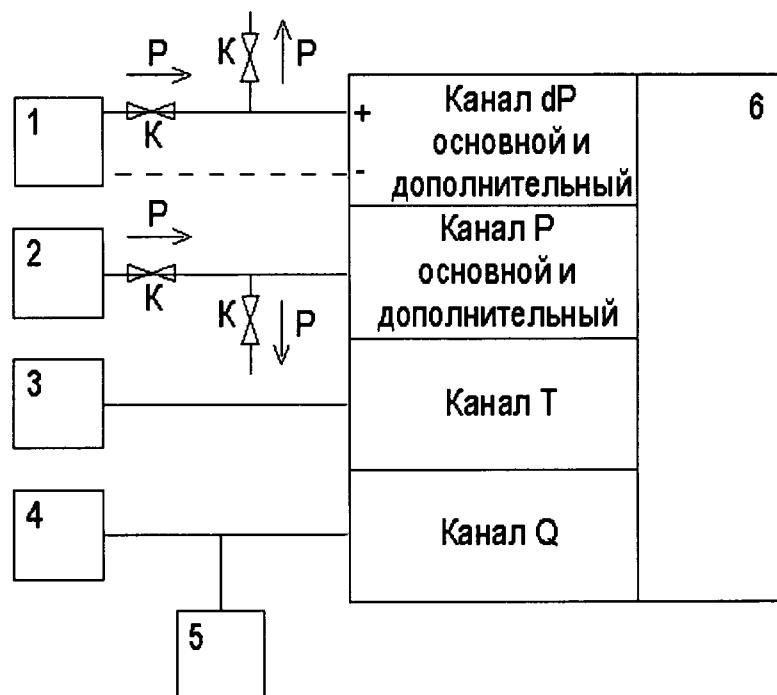 P
К
P
1
К
+
-
Канал dP
основной и
дополнительный
6
P
2
К
К
P
Канал P
основной и
дополнительный
3
Канал T
4
Канал Q
5